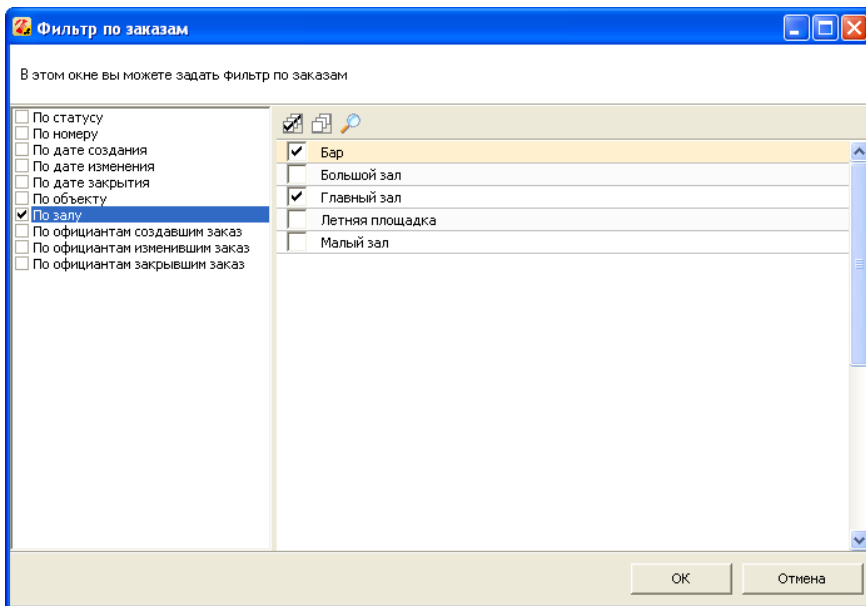 Фильтр по заказам
В этом окне вы можете задать фильтр по заказам
По статусу
По номеру
По дате создания
По дате изменения
По дате закрытия
По объекту
По залу
По официантам создавшим заказ
По официантам изменившим заказ
По официантам закрывшим заказ
Бар
Большой зал
Главный зал
Летняя площадка
Малый зал
ОК
Отмена